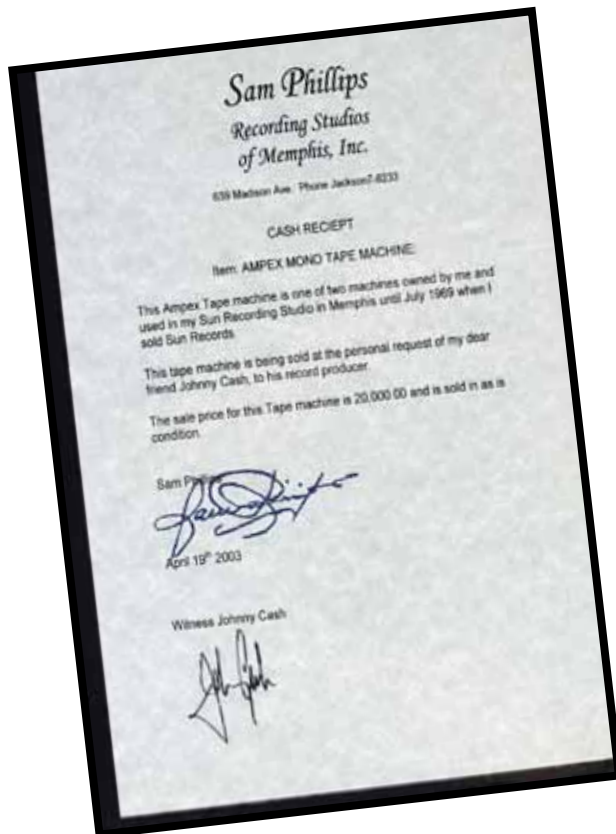 Sam Phillips
Recording Studios
of Memphis, Inc.
639 Madison Ave. Phone Jackson7-8233
CASH RECIEPT
Item: AMPEX MONO TAPE MACHINE
This Ampex Tape machine is one of two machines owned by me and
used in my Sun Recording Studio in Memphis until July 1969 when I
sold Sun Records
This tape machine is being sold at the personal request of my dear
friend Johnny Cash, to his record producer.
The sale price for this Tape machine is 20,000.00 and is sold in as is
condition.
Sam Phillips
April 19th 2003
Witness Johnny Cash